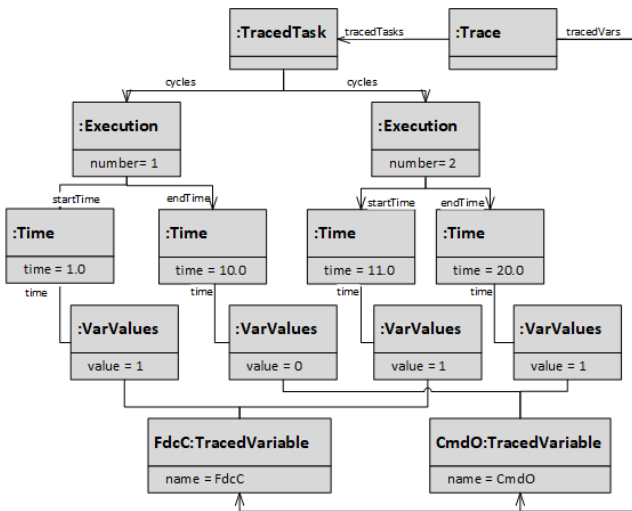 :TracedTask
tracedTasks
:Trace
tracedVars
cycles
cycles
:Execution
number= 1
:Execution
number= 2
startTime
endTime
startTime
endTime
:Time
time = 1.0
:Time
time = 10.0
:Time
time = 11.0
:Time
time = 20.0
time
time
time
time
:VarValues
value = 1
:VarValues
value = 0
:VarValues
value = 1
:VarValues
value = 1
FdcC:TracedVariable
name = FdcC
CmdO:TracedVariable
name = CmdO